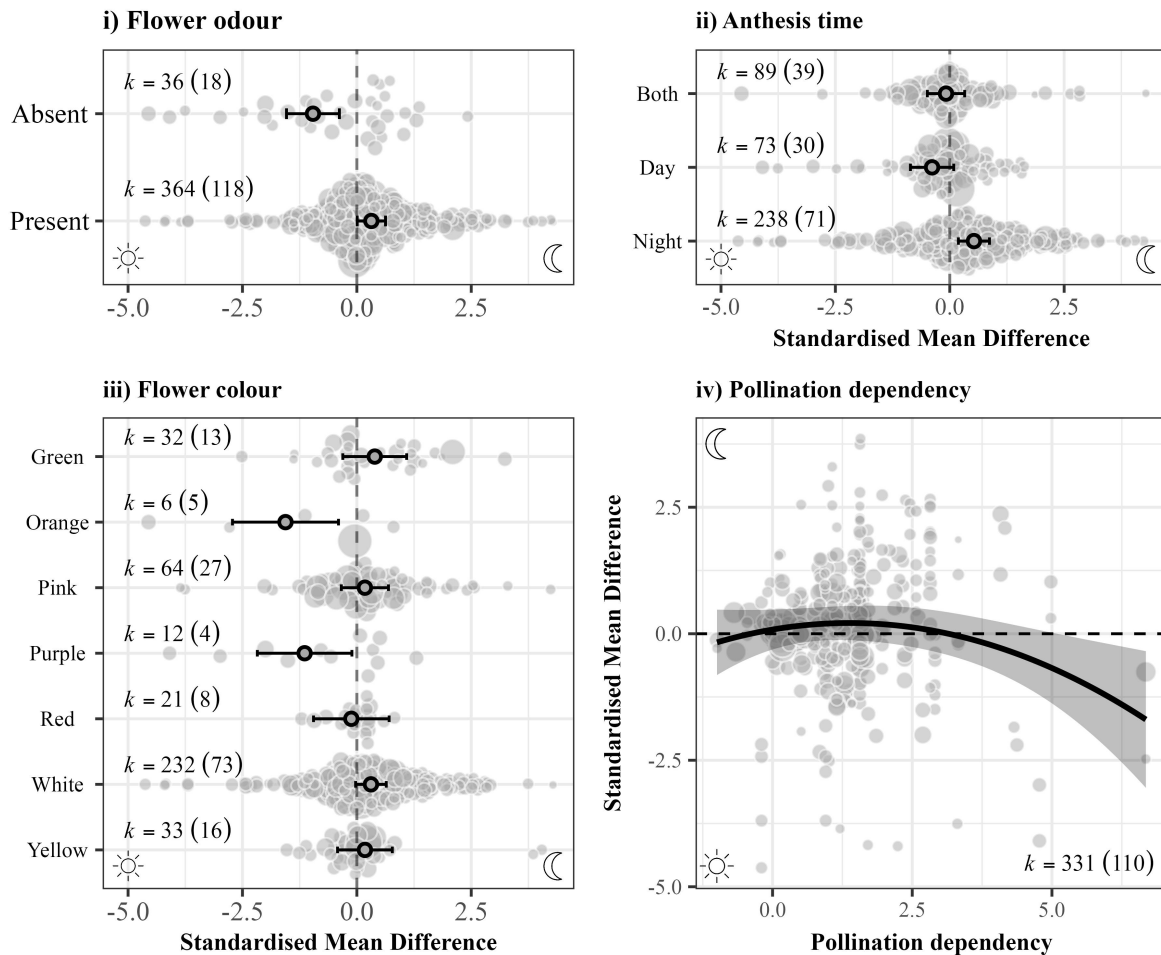 i) Flower odour
Absent
k = 36 (18)
Present
k = 364 (118)
-5.0 -2.5 0.0 2.5
ii) Anthesis time
Both
k = 89 (39)
Day
k = 73 (30)
Night
k = 238 (71)
-5.0 -2.5 0.0 2.5
Standardised Mean Difference
iii) Flower colour
Green
k = 32 (13)
Orange
k = 6 (5)
Pink
k = 64 (27)
Purple
k = 12 (4)
Red
k = 21 (8)
White
k = 232 (73)
Yellow
k = 33 (16)
-5.0 -2.5 0.0 2.5
Standardised Mean Difference
iv) Pollination dependency
Standardised Mean Difference
2.5
0.0
-2.5
-5.0
k = 331 (110)
0.0 2.5 5.0
Pollination dependency